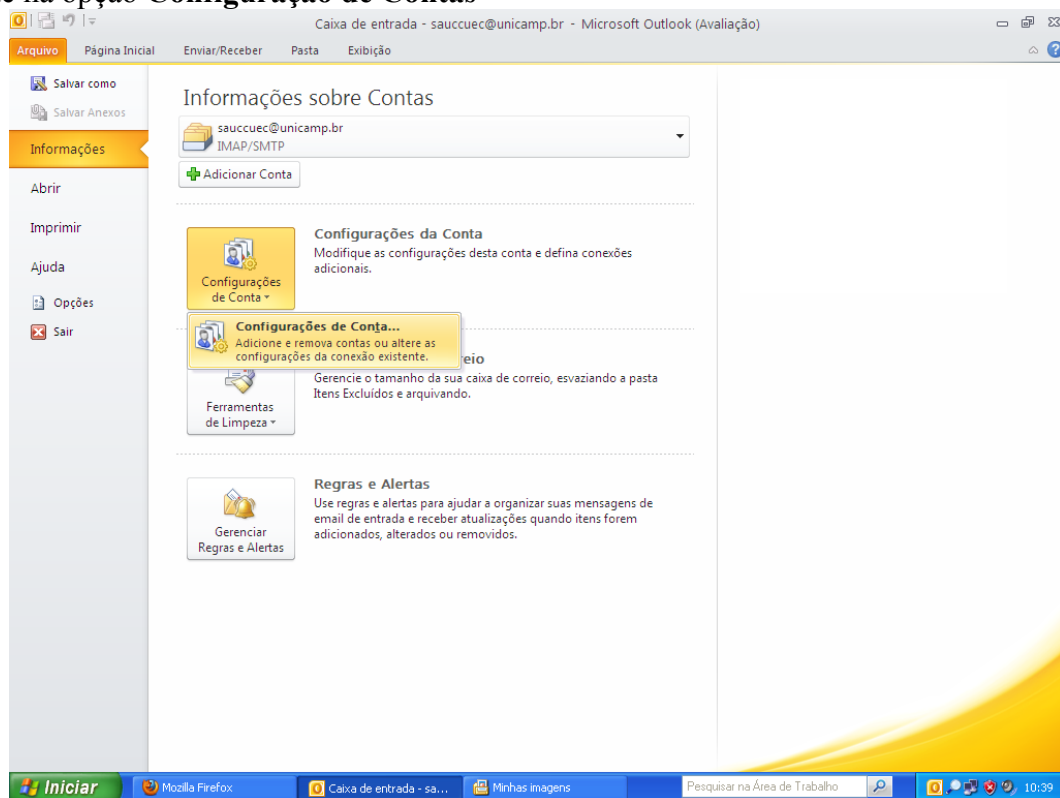 na opção Configuração de Contas
Caixa de entrada - sauccuec@unicamp.br - Microsoft Outlook (Avaliação)
Arquivo Página Inicial Enviar/Receber Pasta Exibição
Salvar como
Salvar Anexos
Informações
Abrir
Imprimir
Ajuda
Opções
Sair
Informações sobre Contas
sauccuec@unicamp.br
IMAP/SMTP
Adicionar Conta
Configurações
de Conta
Configurações da Conta
Modifique as configurações desta conta e defina conexões
adicionais.
Configurações de Conta...
Adicione e remova contas ou altere as
configurações da conexão existente.
eio
Ferramentas
de Limpeza
Gerencie o tamanho da sua caixa de correio, esvaziando a pasta
Itens Excluídos e arquivando.
Gerenciar
Regras e Alertas
Regras e Alertas
Use regras e alertas para ajudar a organizar suas mensagens de
email de entrada e receber atualizações quando itens forem
adicionados, alterados ou removidos.
Iniciar Mozilla Firefox Caixa de entrada - sa... Minhas imagens Pesquisar na Área de Trabalho 10:39